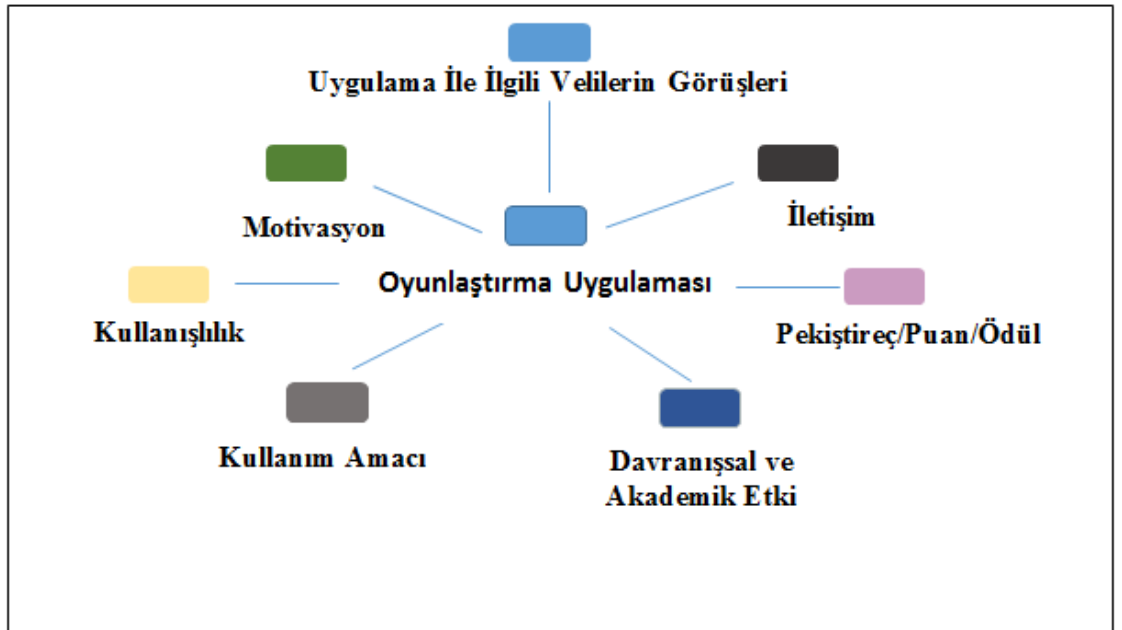 Uygulama İle İlgili Velilerin Görüşleri
Motivasyon
İletişim
Oyunlaştırma Uygulaması
Kullanışlılık
Pekiştireç/Puan/Ödül
Kullanım Amacı
Davranışsal ve
Akademik Etki